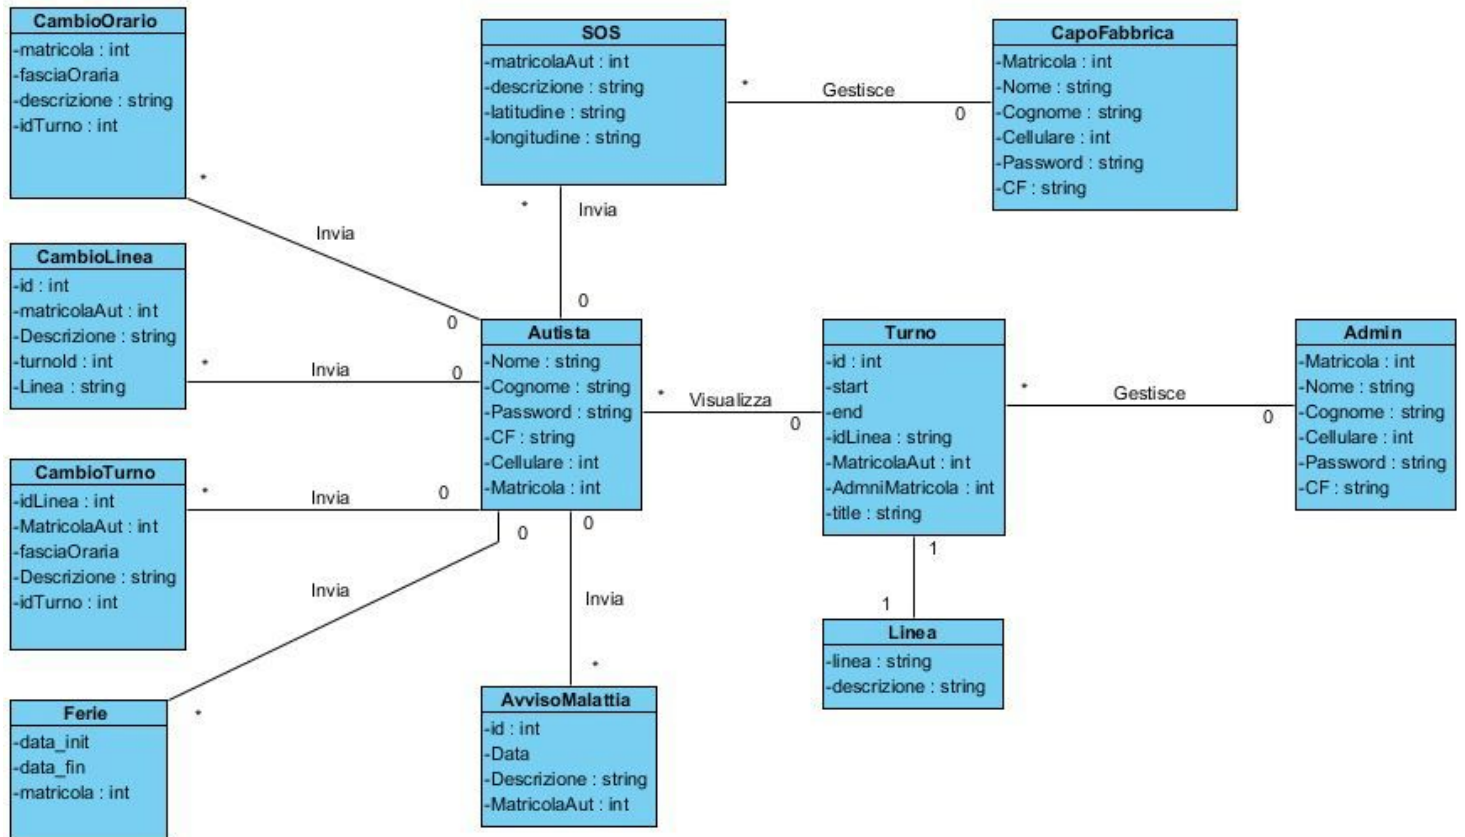 CambioOrario
-matricola : int
-fasciaOraria
-descrizione : string
-idTurno : int
SOS
-matricolaAut : int
-descrizione : string
-latitudine : string
-longitudine : string
CapoFabbrica
-Matricola : int
-Nome : string
-Cognome : string
-Cellulare : int
-Password : string
-CF : string
*
Gestisce
0
*
Invia
0
*
Invia
0
CambioLinea
-id : int
-matricolaAut : int
-Descrizione : string
-turnoId : int
-Linea : string
*
Invia
0
Autista
-Nome : string
-Cognome : string
-Password : string
-CF : string
-Cellulare : int
-Matricola : int
*
Visualizza
0
Turno
-id : int
-start
-end
-idLinea : string
-MatricolaAut : int
-AdmniMatricola : int
-title : string
*
Gestisce
0
Admin
-Matricola : int
-Nome : string
-Cognome : string
-Cellulare : int
-Password : string
-CF : string
CambioTurno
-idLinea : int
-MatricolaAut : int
-fasciaOraria
-Descrizione : string
-idTurno : int
*
Invia
0
0
Invia
*
0
Invia
*
1
1
Linea
-linea : string
-descrizione : string
Ferie
-data_init
-data_fin
-matricola : int
AvvisoMalattia
-id : int
-Data
-Descrizione : string
-MatricolaAut : int